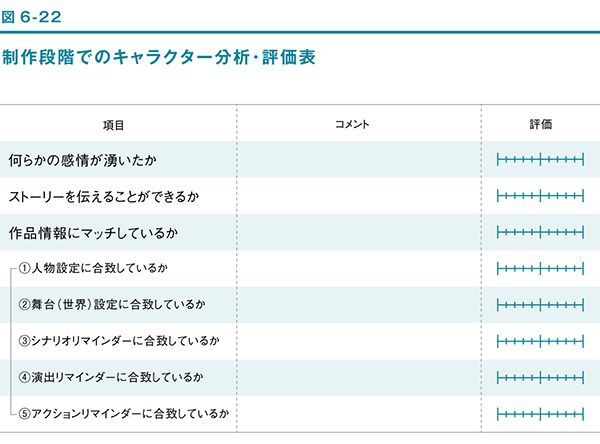 図 6-22
制作段階でのキャラクター分析・評価表
項目 コメント 評価
何らかの感情が湧いたか
ストーリーを伝えることができるか
作品情報にマッチしているか
①人物設定に合致しているか
②舞台（世界）設定に合致しているか
③シナリオリマインダーに合致しているか
④演出リマインダーに合致しているか
⑤アクションリマインダーに合致しているか